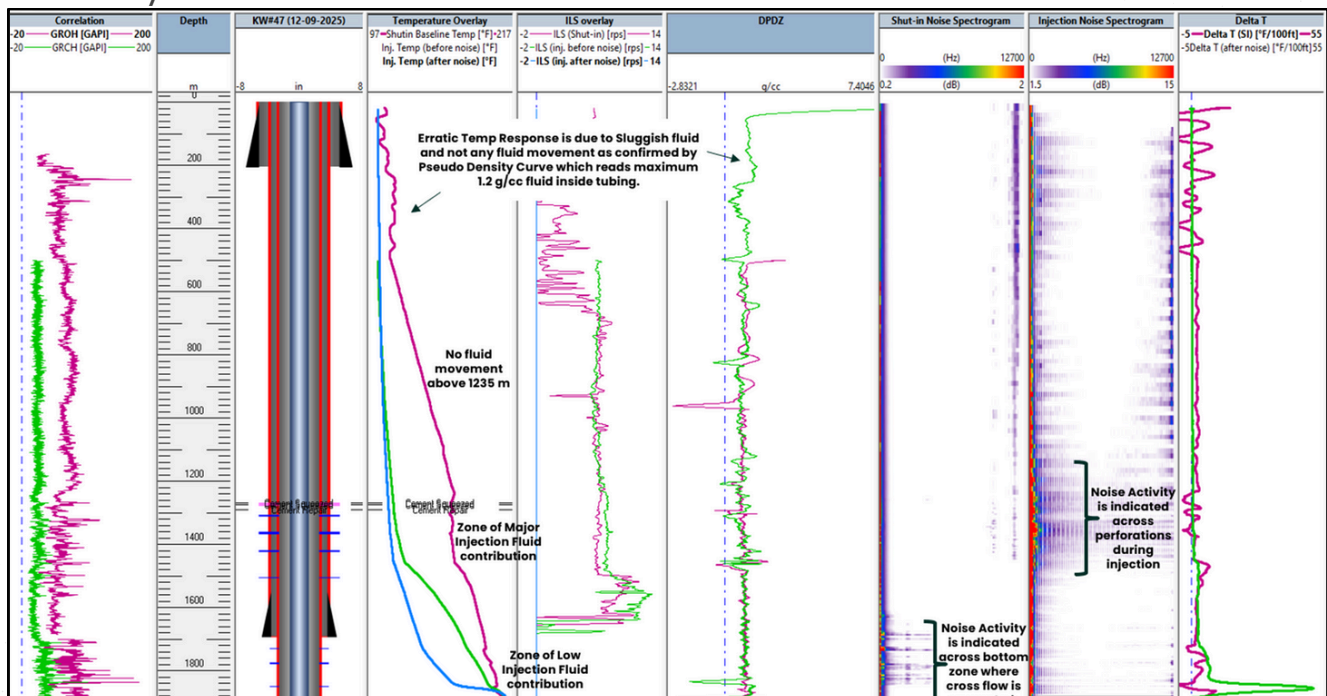 Correlation
-20 GROH [GAPI] 200
-20 GRCH [GAPI] 200
Depth
m
0
200
400
600
800
1000
1200
1400
1600
1800
KW#47 (12-09-2025)
-8 in 8
Temperature Overlay
97 Shutin Baseline Temp [°F] 217
Inj. Temp (before noise) [°F]
Inj. Temp (after noise) [°F]
ILS overlay
-2 ILS (Shut-in) [rps] 14
-2 ILS (inj. before noise) [rps] 14
-2 ILS (inj. after noise) [rps] 14
DPDZ
-2.8321 g/cc 7.4046
Shut-in Noise Spectrogram
0 (Hz) 12700
0.2 (dB) 2
Injection Noise Spectrogram
0 (Hz) 12700
1.5 (dB) 15
Delta T
-5 Delta T (SI) [°F/100ft] 55
-5 Delta T (after noise) [°F/100ft] 55
Erratic Temp Response is due to Sluggish fluid
and not any fluid movement as confirmed by
Pseudo Density Curve which reads maximum
1.2 g/cc fluid inside tubing.
No fluid
movement
above 1235 m
Cement Squeezed
Cement Repair
Cement Squeezed
Cement Repair
Zone of Major
Injection Fluid
contribution
Zone of Low
Injection Fluid
contribution
Noise Activity
is indicated
across
perforations
during
injection
Noise Activity
is indicated
across bottom
zone where
cross flow is